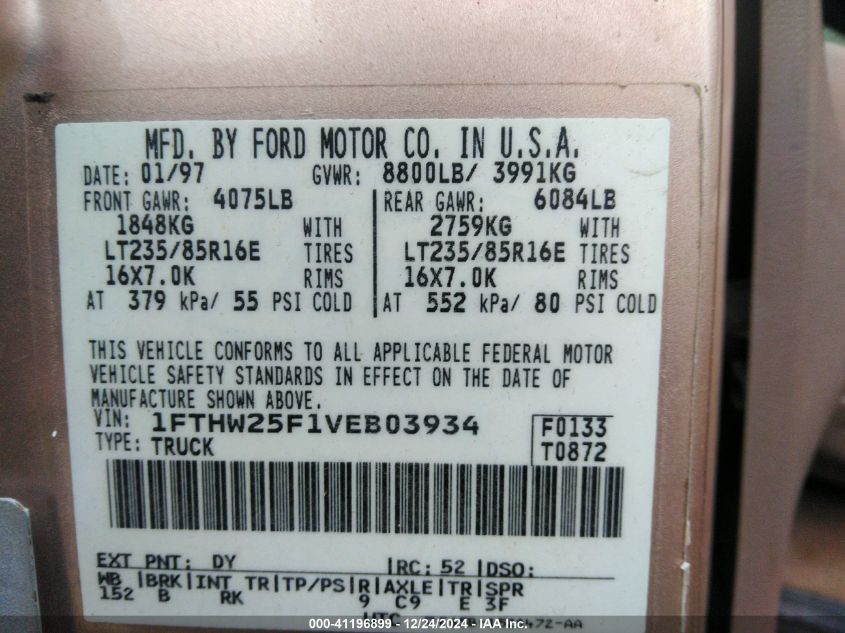 MFD. BY FORD MOTOR CO. IN U.S.A.
DATE: 01/97 GVWR: 8800LB/ 3991KG
FRONT GAWR: 4075LB REAR GAWR: 6084LB
1848KG WITH 2759KG WITH
LT235/85R16E TIRES LT235/85R16E TIRES
16X7.0K RIMS 16X7.0K RIMS
AT 379 kPa/ 55 PSI COLD AT 552 kPa/ 80 PSI COLD
THIS VEHICLE CONFORMS TO ALL APPLICABLE FEDERAL MOTOR
VEHICLE SAFETY STANDARDS IN EFFECT ON THE DATE OF
MANUFACTURE SHOWN ABOVE.
VIN: 1FTHW25F1VEB03934 F0133
TYPE: TRUCK T0872
EXT PNT: DY RC: 52 DSO:
WB BRK INT TR TP/PS R AXLE TR SPR
152 B RK 9 C9 E 3F
UTC 472-AA
000-41196899 • 12/24/2024 - IAA Inc.